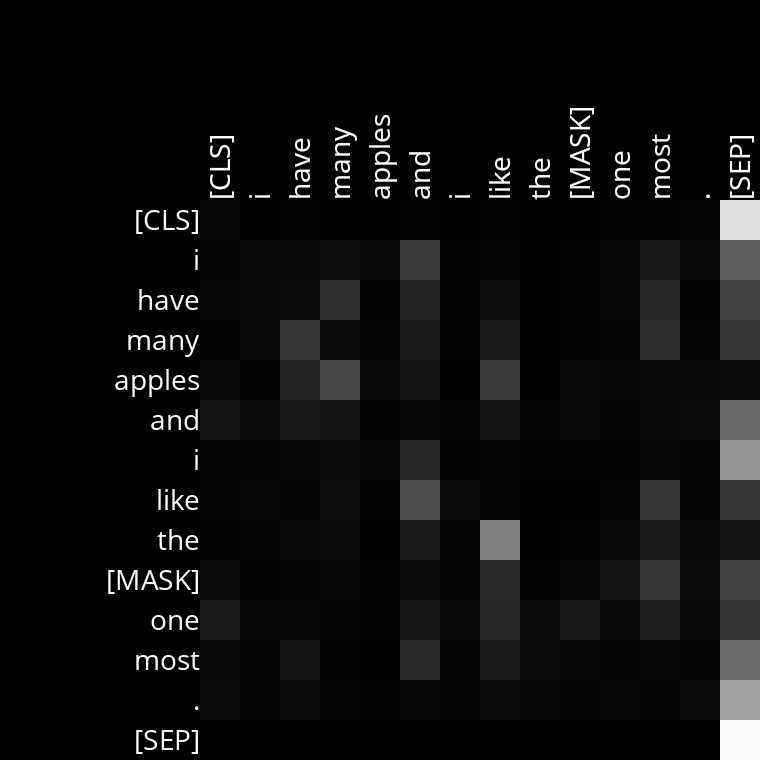 [CLS] i have many apples and i like the [MASK] one most . [SEP]
[CLS]
i
have
many
apples
and
i
like
the
[MASK]
one
most
.
[SEP]